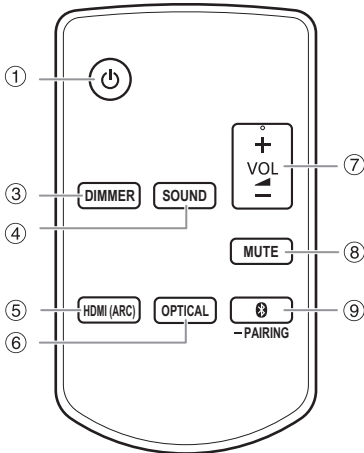 ①
+
VOL
−
⑦
③
DIMMER
SOUND
④
MUTE
⑧
⑤
HDMI (ARC)
OPTICAL
⑨
⑥
– PAIRING